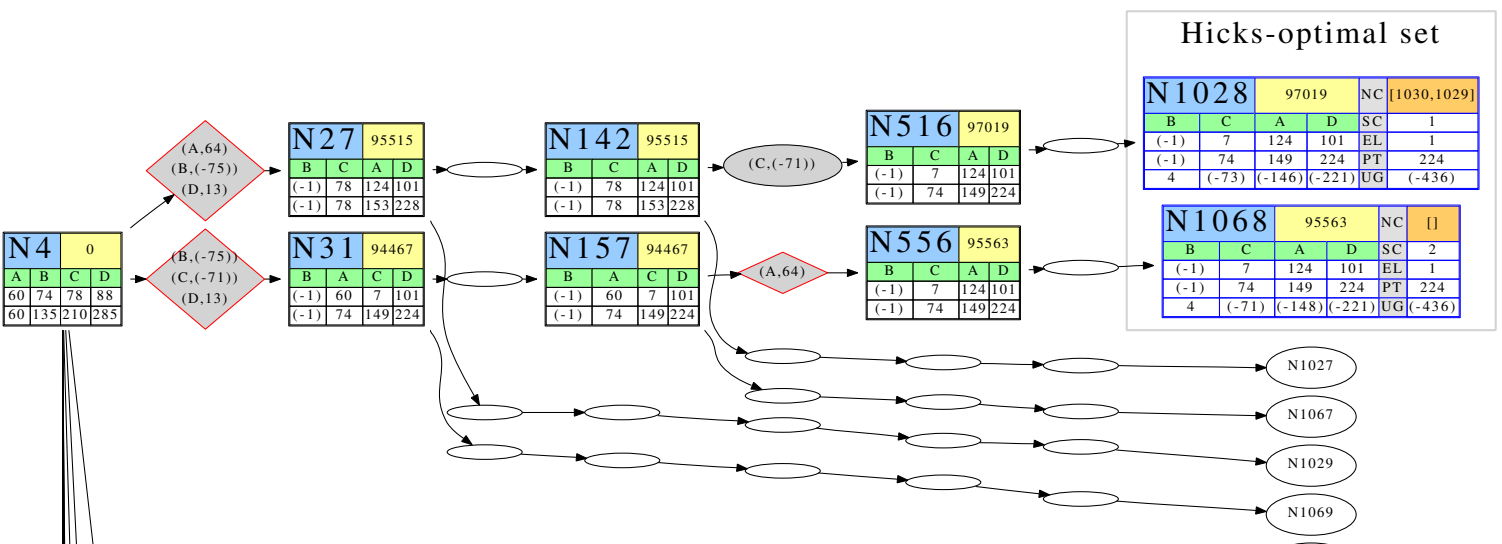 Hicks-optimal set
N1028 97019 NC [1030,1029]
B C A D SC 1
(-1) 7 124 101 EL 1
(-1) 74 149 224 PT 224
4 (-73) (-146) (-221) UG (-436)
N1068 95563 NC []
B C A D SC 2
(-1) 7 124 101 EL 1
(-1) 74 149 224 PT 224
4 (-71) (-148) (-221) UG (-436)
(A,64)
(B,(-75))
(D,13)
N27 95515
B C A D
(-1) 78 124 101
(-1) 78 153 228
N142 95515
B C A D
(-1) 78 124 101
(-1) 78 153 228
(C,(-71))
N516 97019
B C A D
(-1) 7 124 101
(-1) 74 149 224
N4 0
A B C D
60 74 78 88
60 135 210 285
(B,(-75))
(C,(-71))
(D,13)
N31 94467
B A C D
(-1) 60 7 101
(-1) 74 149 224
N157 94467
B A C D
(-1) 60 7 101
(-1) 74 149 224
(A,64)
N556 95563
B C A D
(-1) 7 124 101
(-1) 74 149 224
N1027
N1067
N1029
N1069